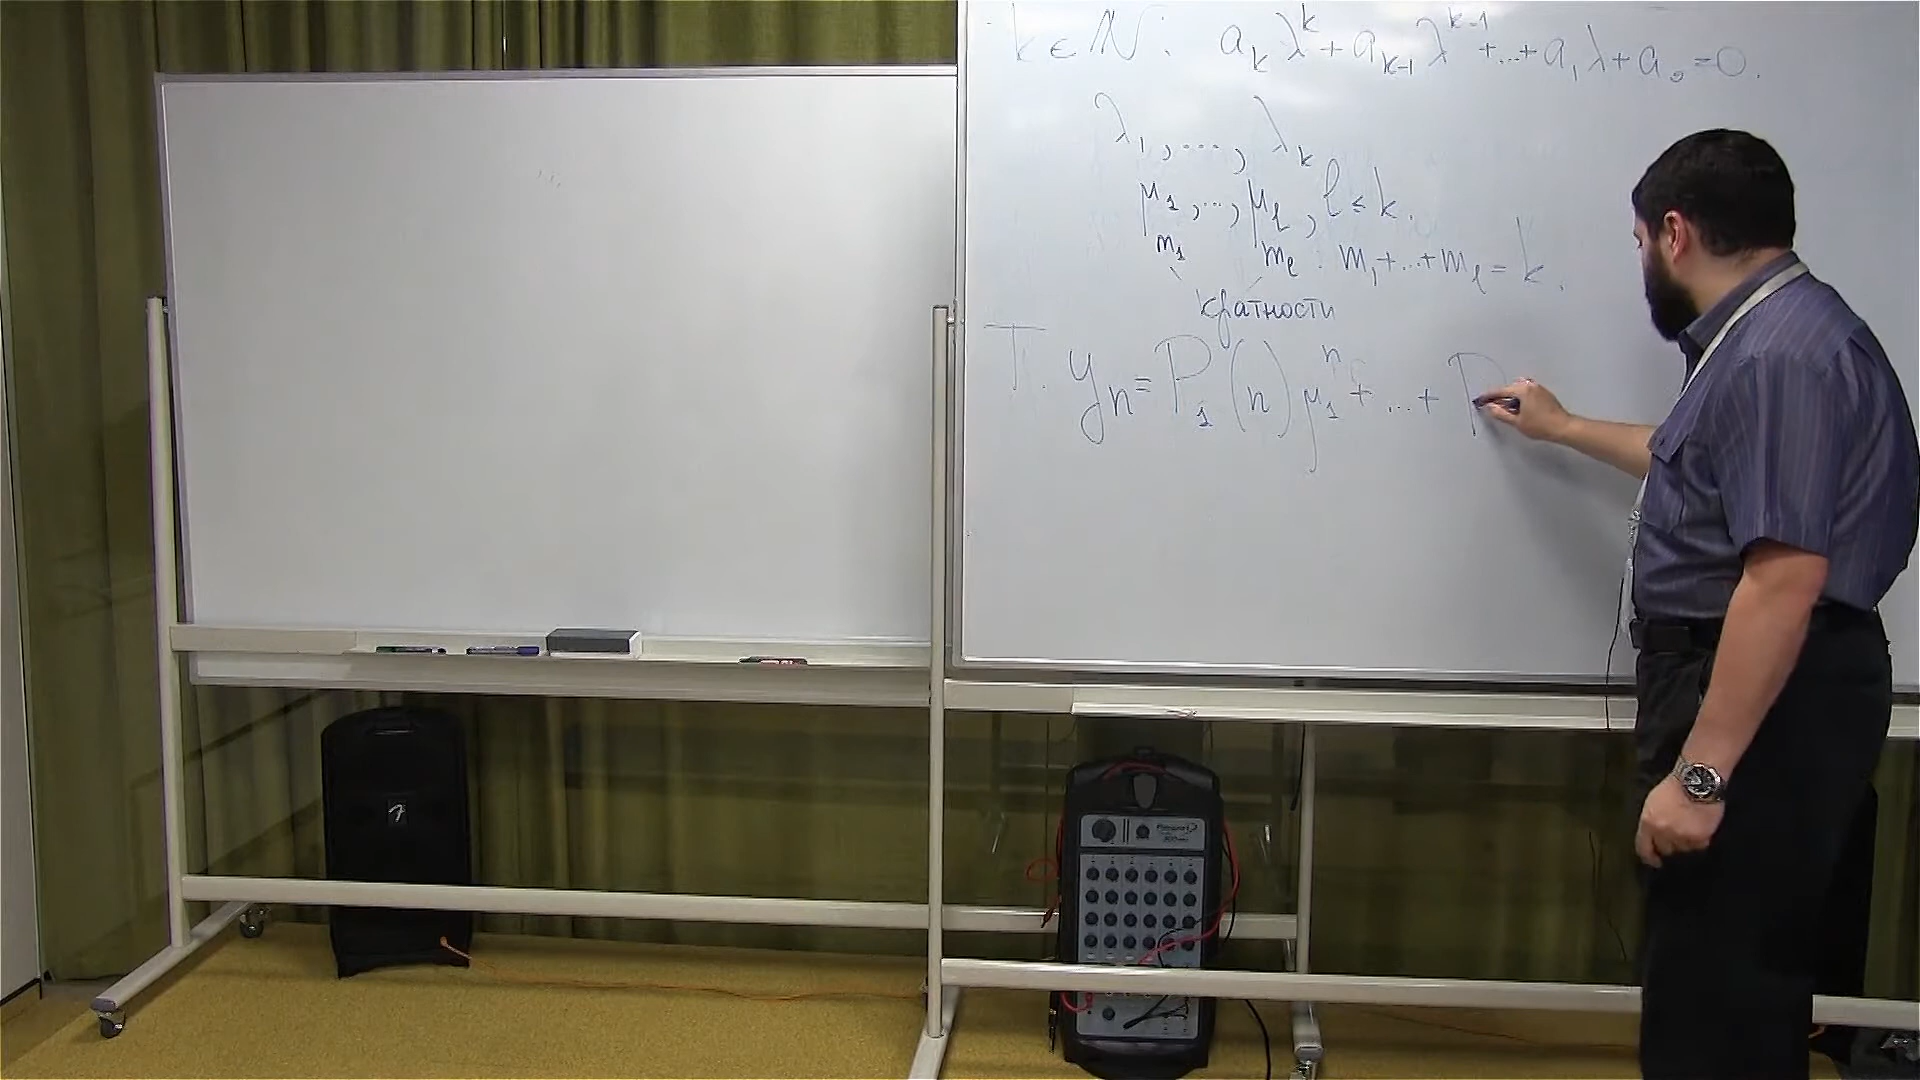 k ∈ ℕ: a_k λ^k + a_{k-1} λ^{k-1} + ... + a_1 λ + a_0 = 0.
λ_1, ..., λ_k
μ_1, ..., μ_l, l ≤ k.
m_1 m_l : m_1 + ... + m_l = k.
кратности
T. y_n = P_1(n) μ_1^n + ... + P